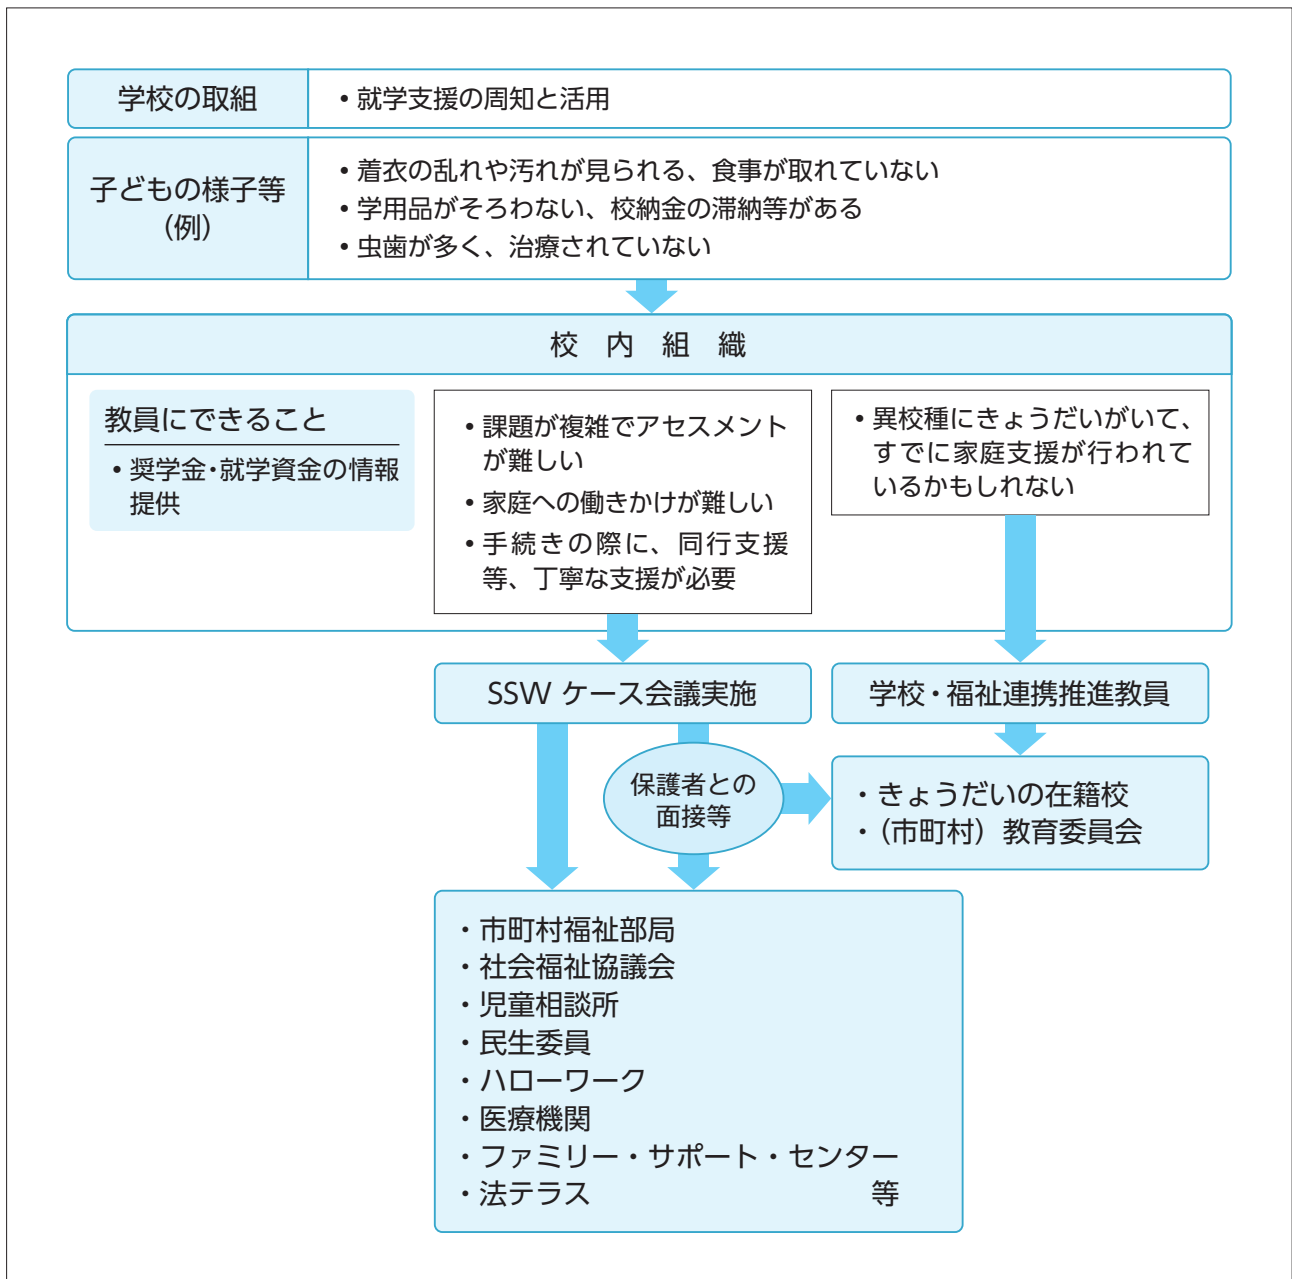 学校の取組
• 就学支援の周知と活用
子どもの様子等
（例）
• 着衣の乱れや汚れが見られる、食事が取れていない
• 学用品がそろわない、校納金の滞納等がある
• 虫歯が多く、治療されていない
校 内 組 織
教員にできること
• 奨学金・就学資金の情報
提供
• 課題が複雑でアセスメント
が難しい
• 家庭への働きかけが難しい
• 手続きの際に、同行支援
等、丁寧な支援が必要
• 異校種にきょうだいがいて、
すでに家庭支援が行われて
いるかもしれない
SSW ケース会議実施
学校・福祉連携推進教員
保護者との
面接等
・きょうだいの在籍校
・（市町村）教育委員会
・市町村福祉部局
・社会福祉協議会
・児童相談所
・民生委員
・ハローワーク
・医療機関
・ファミリー・サポート・センター
・法テラス 等